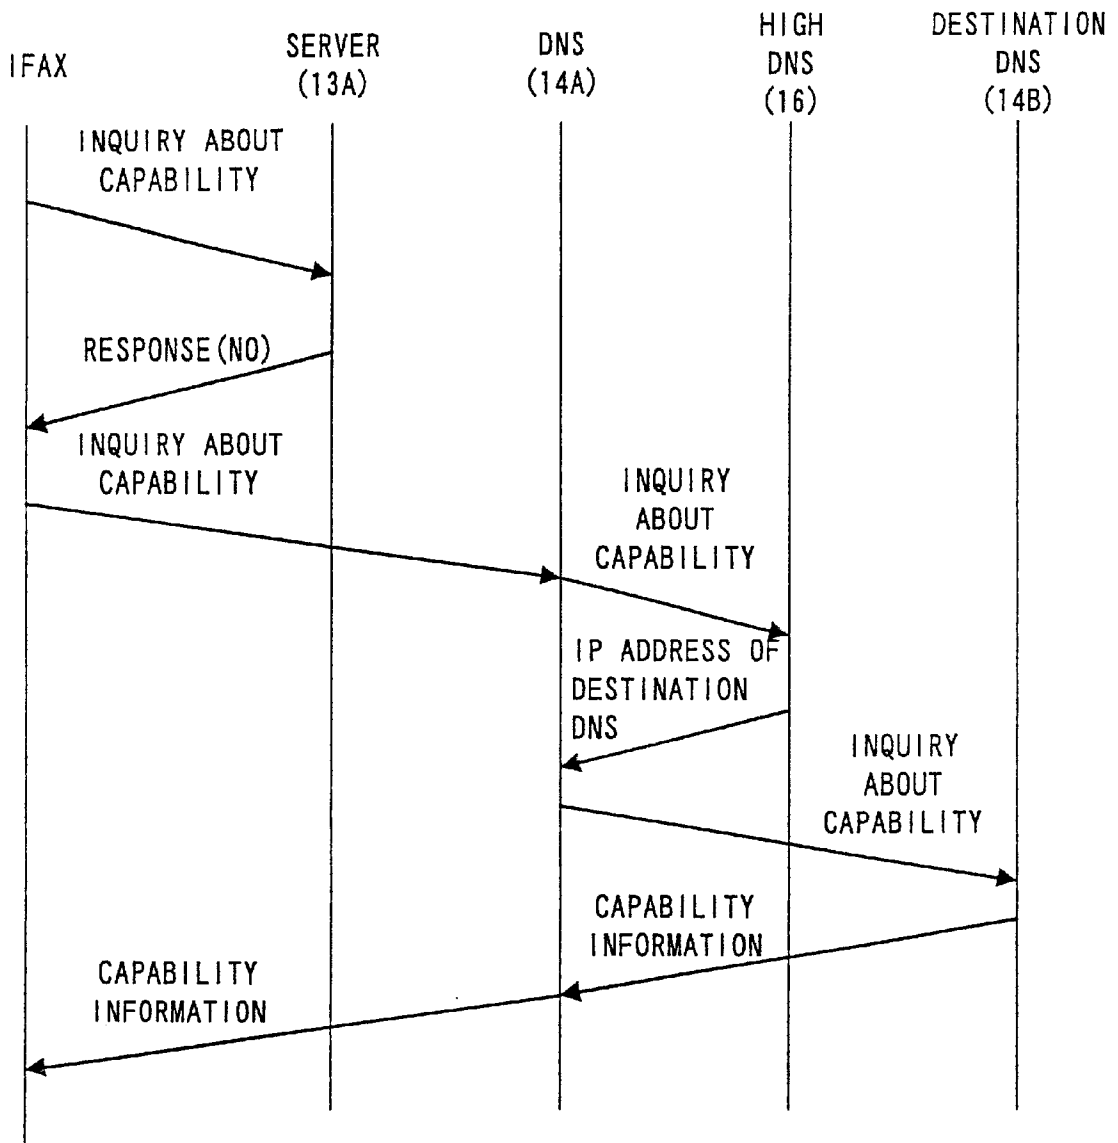 IFAX
SERVER
(13A)
DNS
(14A)
HIGH
DNS
(16)
DESTINATION
DNS
(14B)
INQUIRY ABOUT
CAPABILITY
RESPONSE(NO)
INQUIRY ABOUT
CAPABILITY
INQUIRY
ABOUT
CAPABILITY
IP ADDRESS OF
DESTINATION
DNS
INQUIRY
ABOUT
CAPABILITY
CAPABILITY
INFORMATION
CAPABILITY
INFORMATION